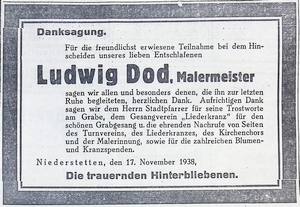 Danksagung.
Für die freundlichst erwiesene Teilnahme bei dem Hin-
scheiden unseres lieben Entschlafenen
Ludwig Dod, Malermeister
sagen wir allen und besonders denen, die ihn zur letzten
Ruhe begleiteten, herzlichen Dank. Aufrichtigen Dank
sagen wir dem Herrn Stadtpfarrer für seine Trostworte
am Grabe, dem Gesangverein „Liederkranz" für den
schönen Grabgesang u. die ehrenden Nachrufe von Seiten
des Turnvereins, des Liederkranzes, des Kirchenchors
und der Malerinnung, sowie für die zahlreichen Blumen-
und Kranzspenden.
Niederstetten, den 17. November 1938,
Die trauernden Hinterbliebenen.